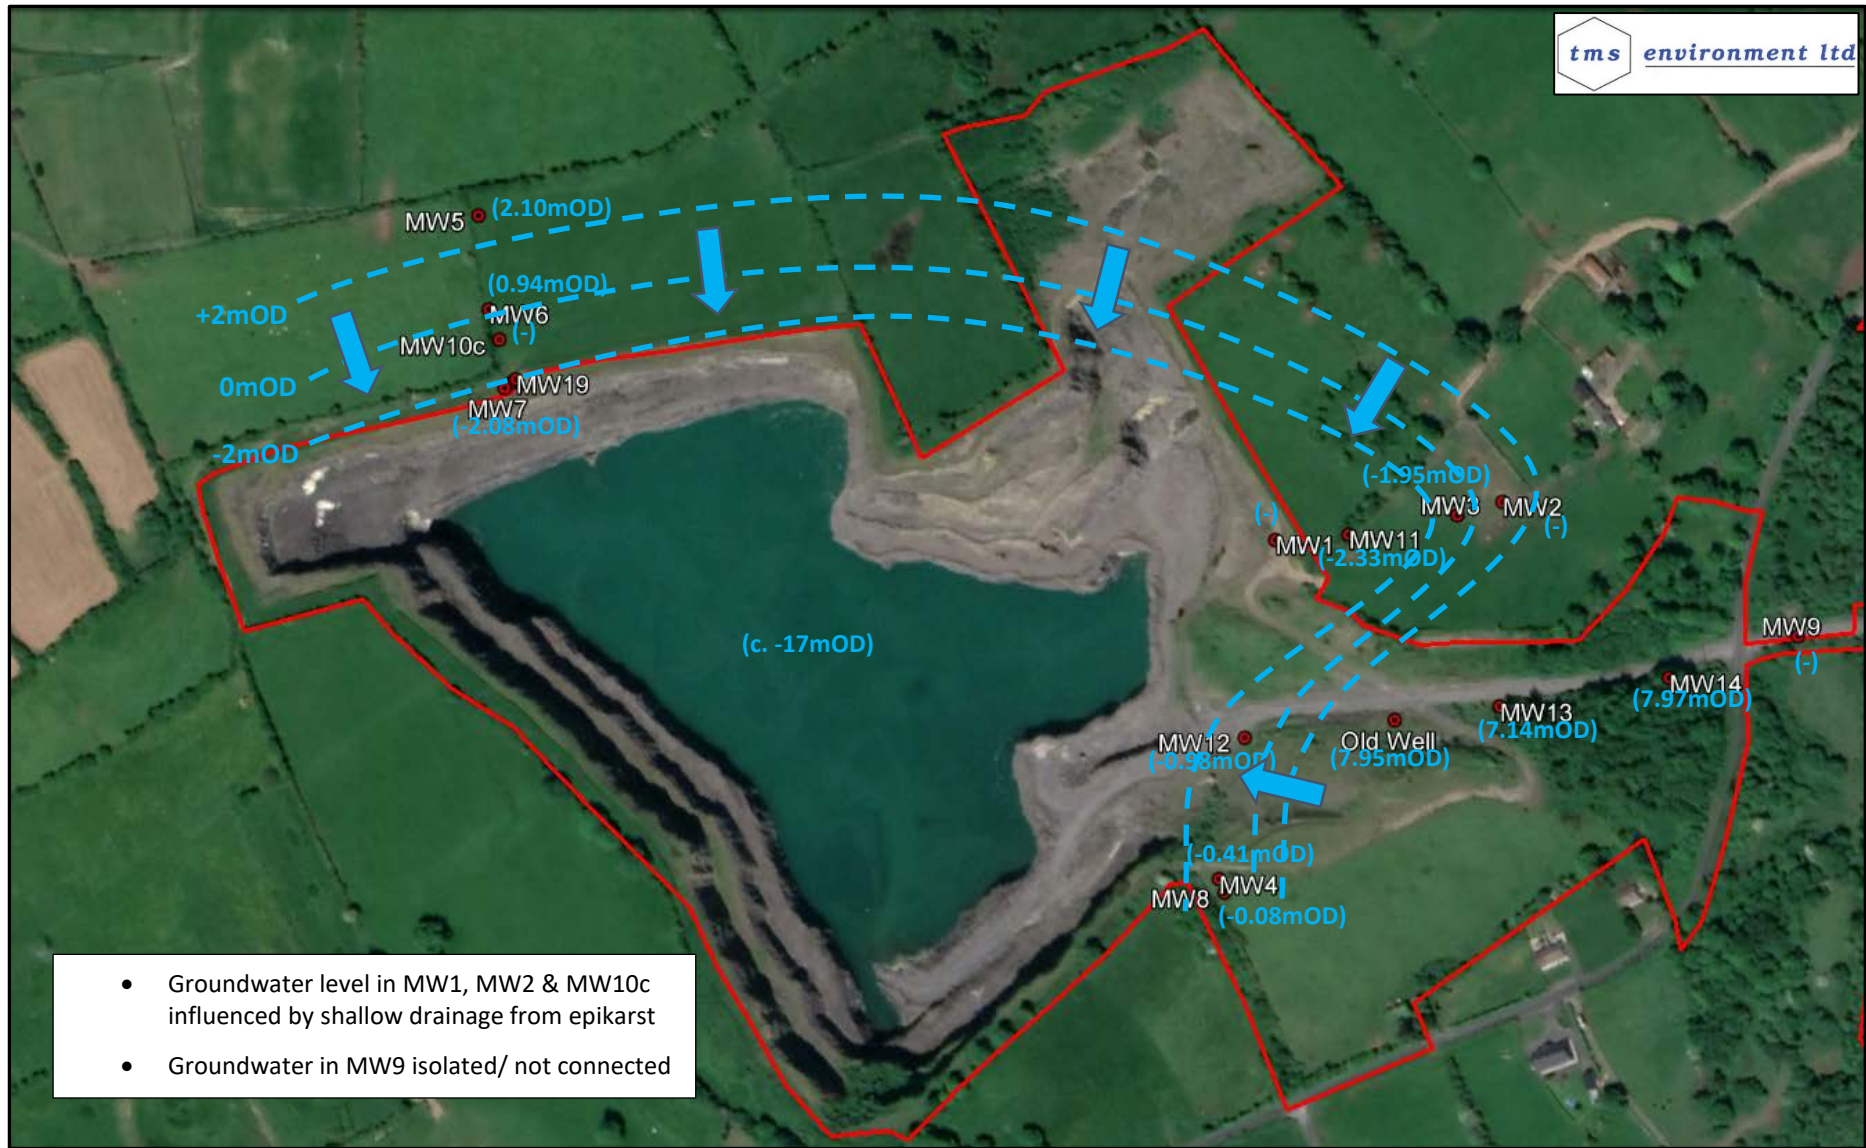 tms environment ltd
MW5 (2.10mOD)
(0.94mOD)
+2mOD
MW6
(-)
MW10c
0mOD
MW19
MW7
(-2.08mOD)
-2mOD
(-1.95mOD)
MW3
MW2
(-)
(-)
MW1
MW11
(-2.33mOD)
(c. -17mOD)
MW9
(-)
MW14
(7.97mOD)
MW13
(7.14mOD)
MW12
(-0.98mOD)
Old Well
(7.95mOD)
(-0.41mOD)
MW4
MW8
(-0.08mOD)
• Groundwater level in MW1, MW2 & MW10c
influenced by shallow drainage from epikarst
• Groundwater in MW9 isolated/ not connected